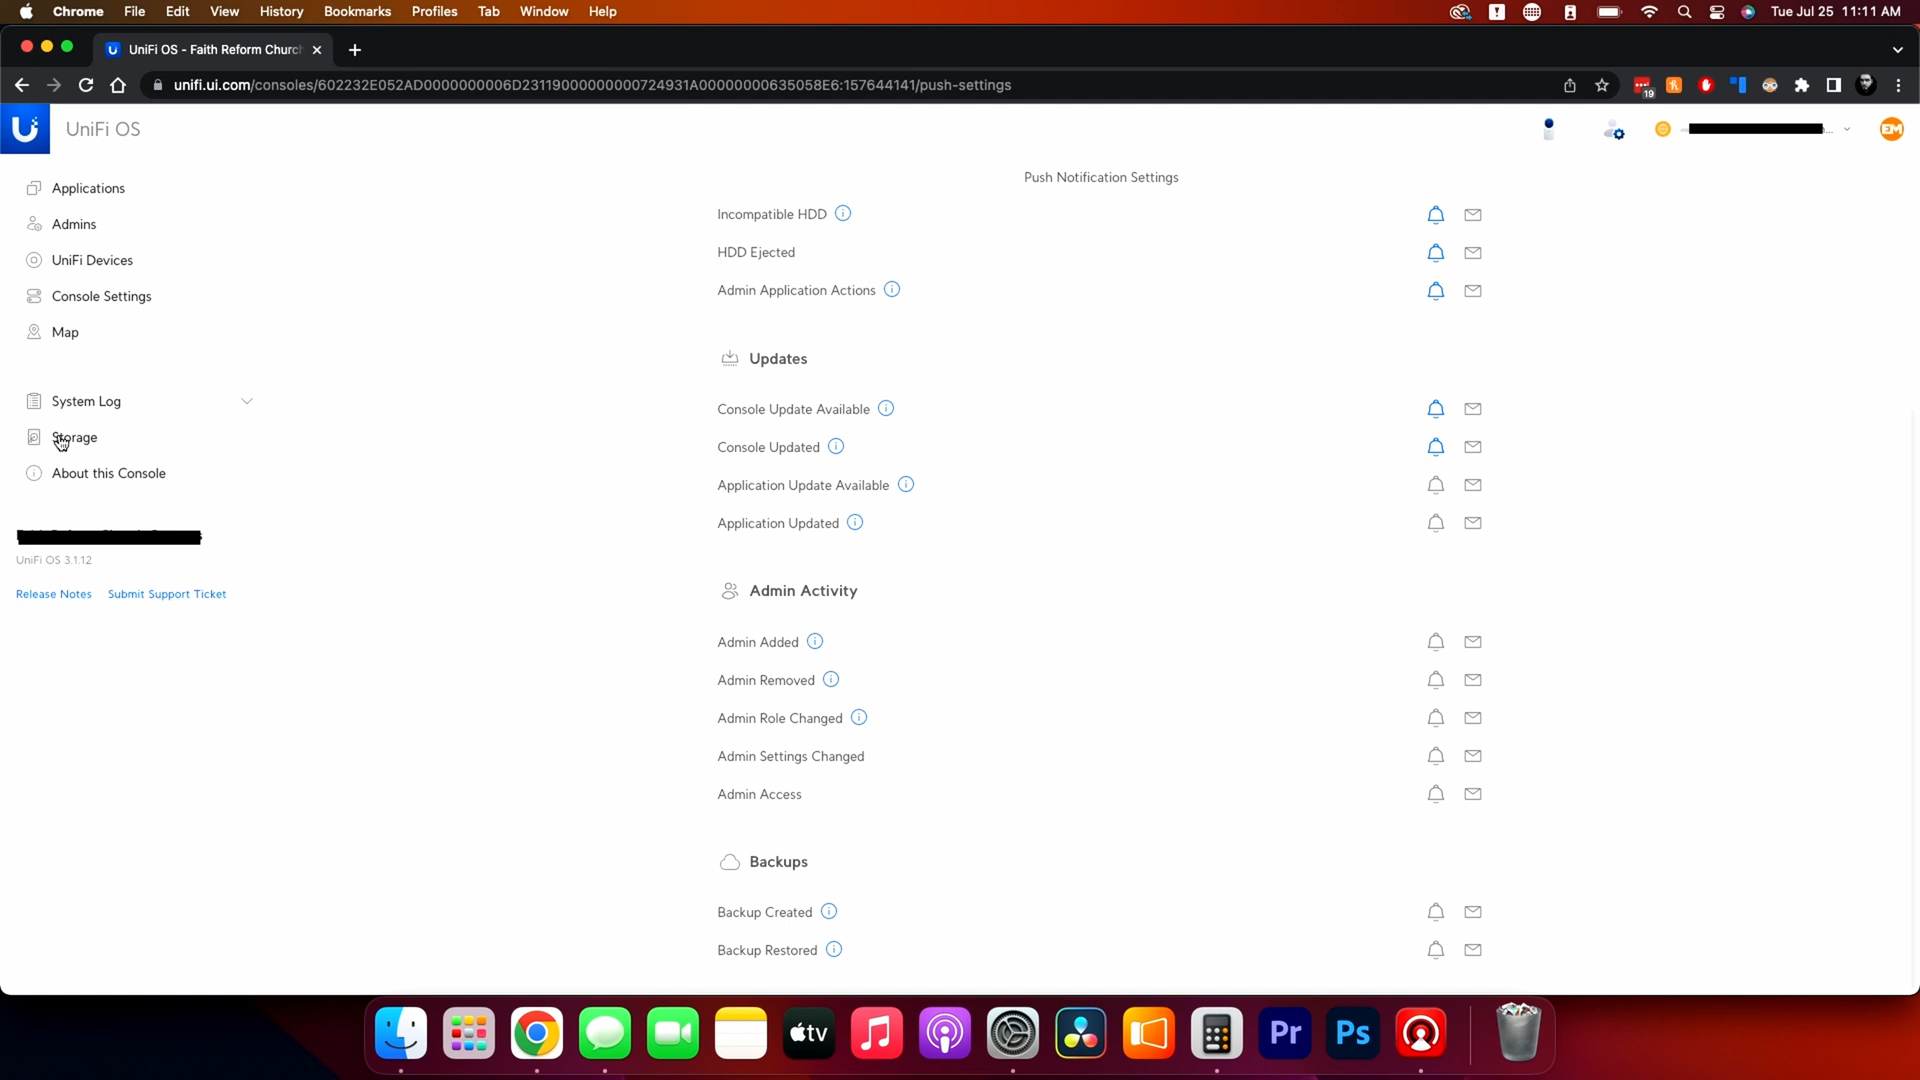 Chrome File Edit View History Bookmarks Profiles Tab Window Help Tue Jul 25 11:11 AM
UniFi OS - Faith Reform Church
unifi.ui.com/consoles/602232E052AD0000000006D23119000000000724931A00000000635058E6:157644141/push-settings
19
UniFi OS
EM
Applications
Admins
UniFi Devices
Console Settings
Map
System Log
Storage
About this Console
UniFi OS 3.1.12
Release Notes Submit Support Ticket
Push Notification Settings
Incompatible HDD
HDD Ejected
Admin Application Actions
Updates
Console Update Available
Console Updated
Application Update Available
Application Updated
Admin Activity
Admin Added
Admin Removed
Admin Role Changed
Admin Settings Changed
Admin Access
Backups
Backup Created
Backup Restored
tv
Pr
Ps